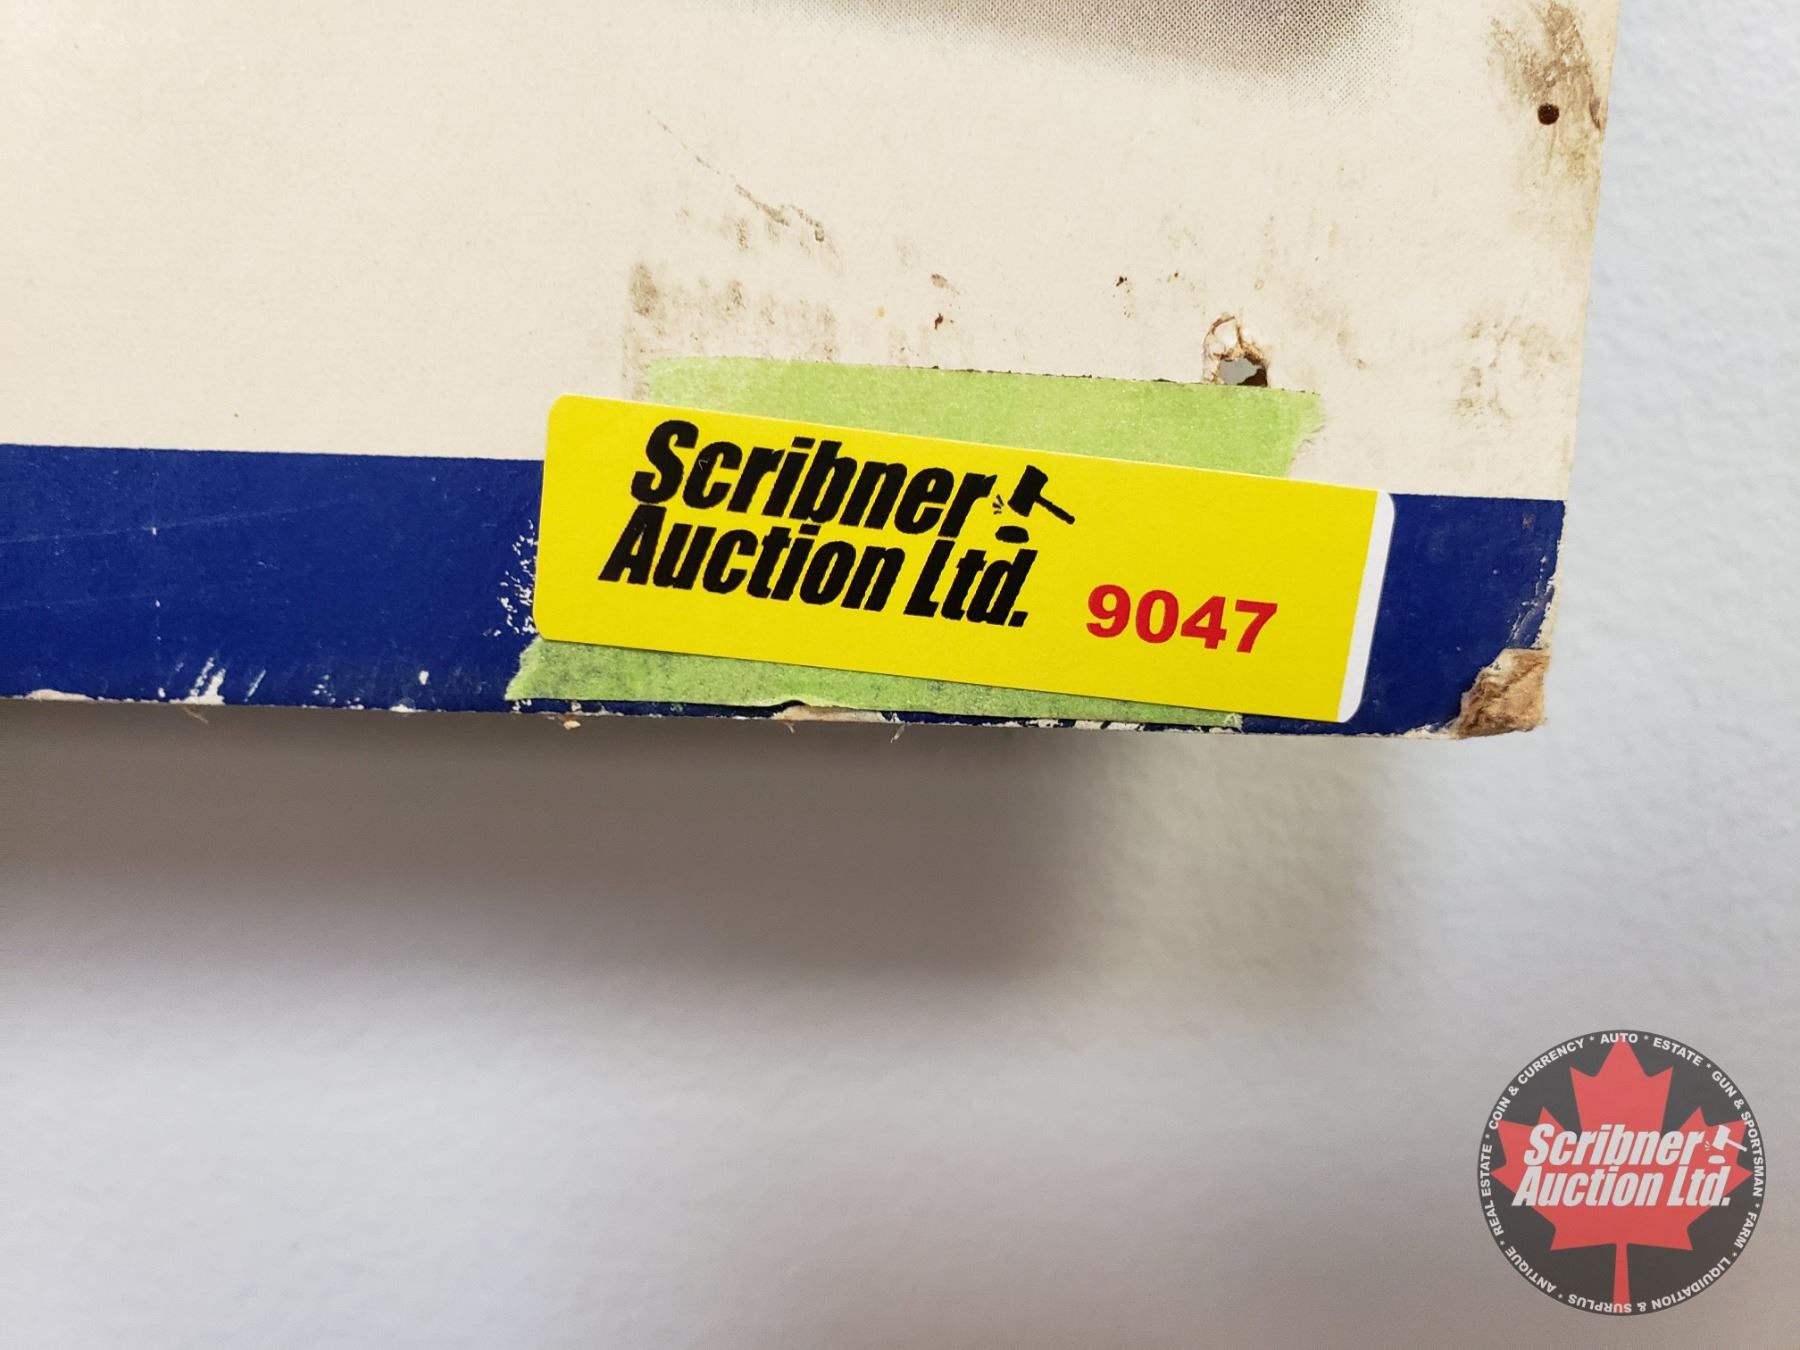 Scribner
Auction Ltd.
9047
COIN & CURRENCY * AUTO * ESTATE * GUN & SPORTSMAN * FARM * LIQUIDATION & SURPLUS * ANTIQUE * REAL ESTATE *
Scribner
Auction Ltd.